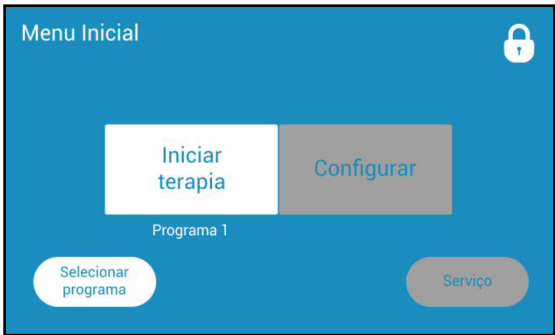 Menu Inicial
Iniciar
terapia
Configurar
Programa 1
Selecionar
programa
Serviço